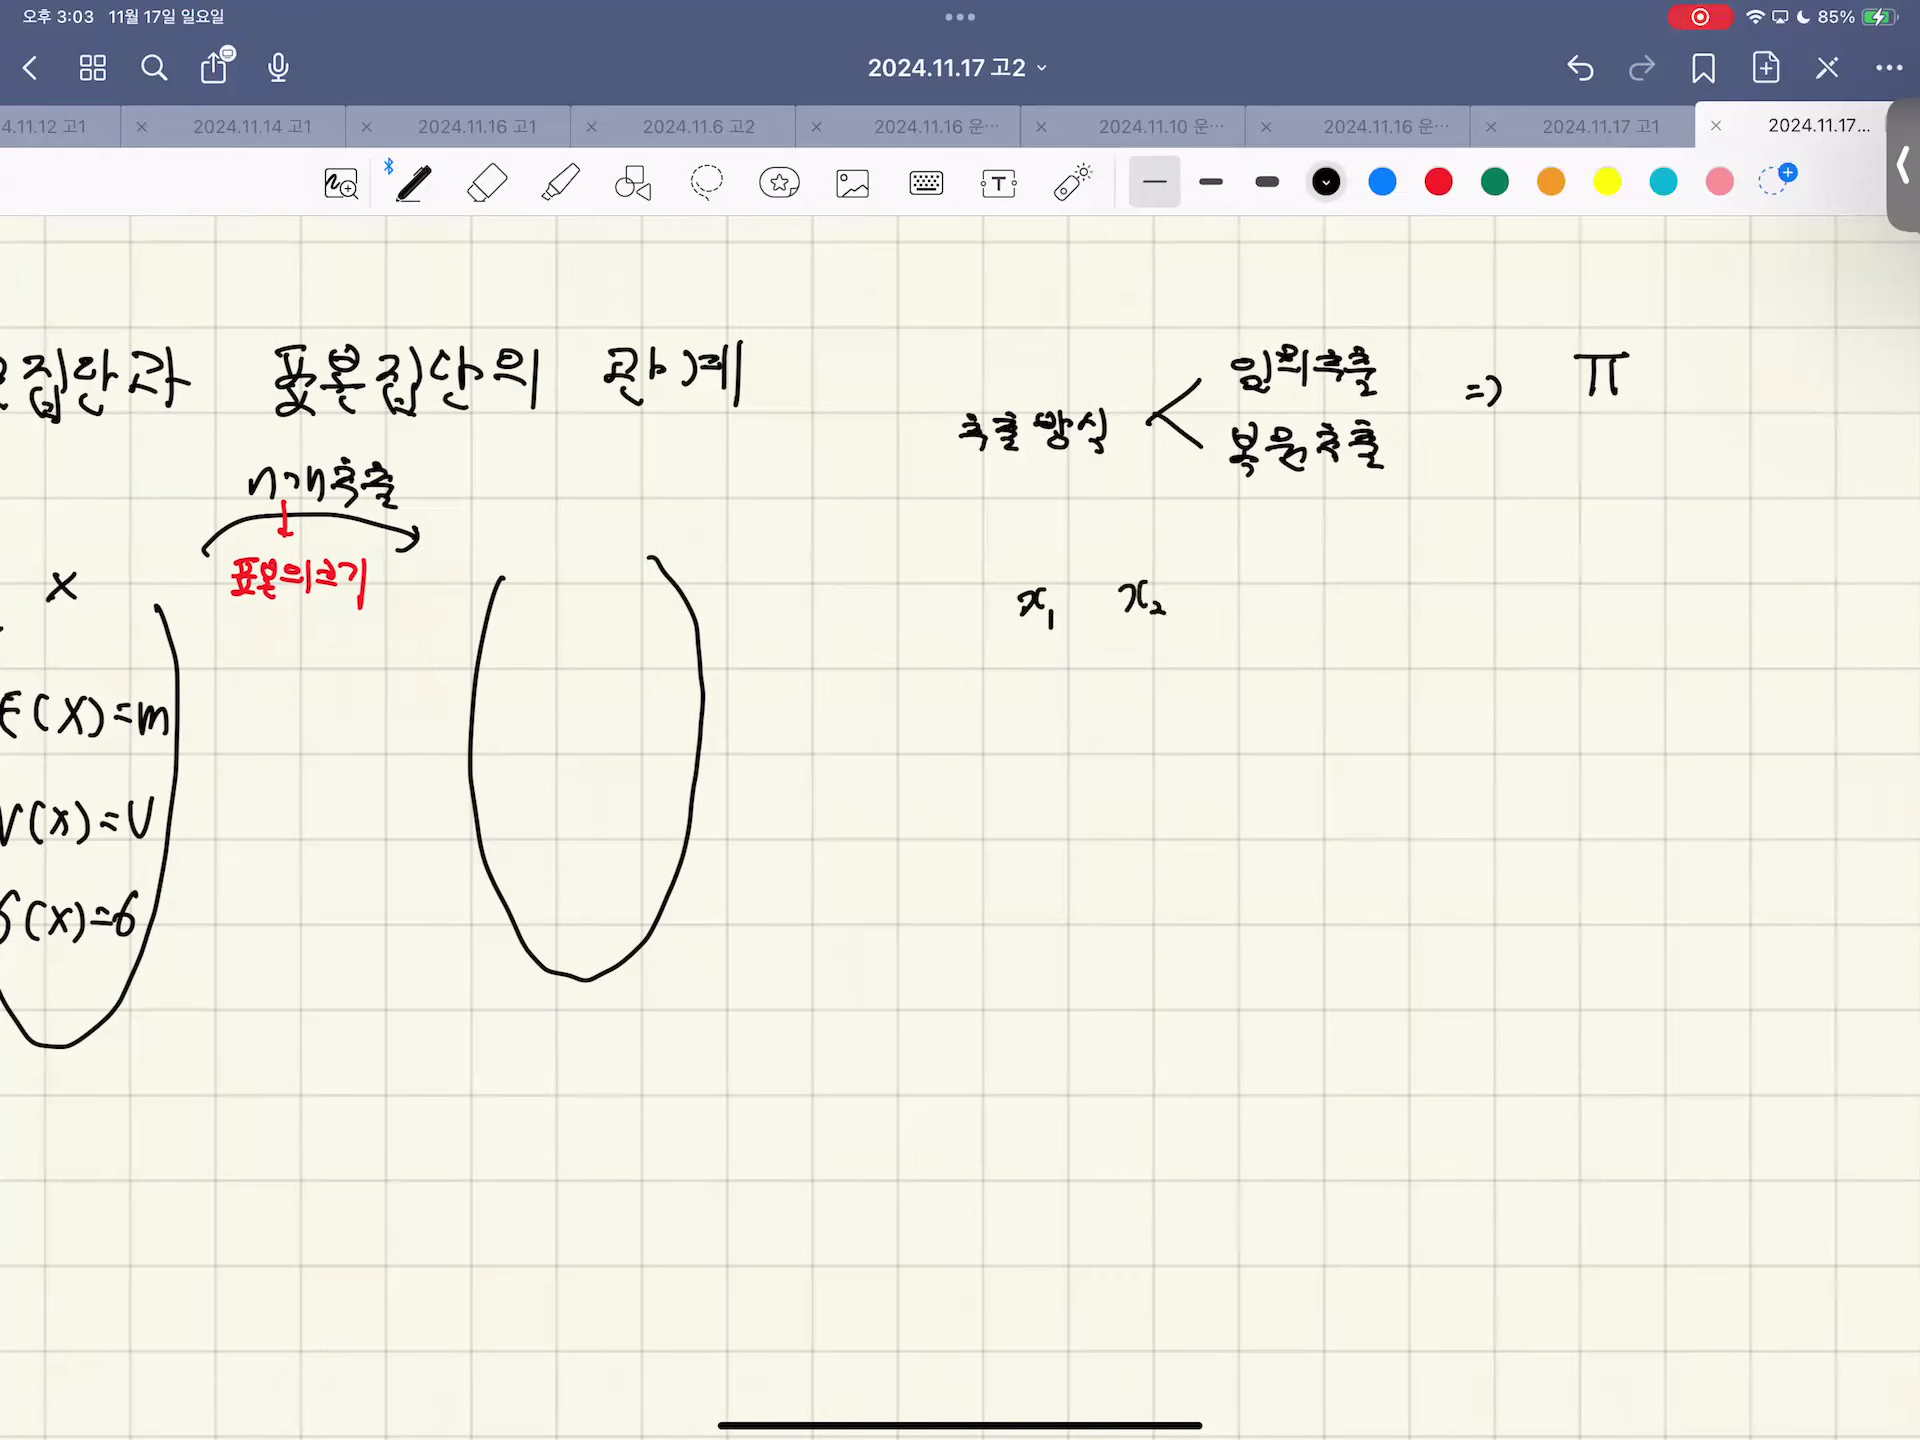 오후 3:03 11월 17일 일요일
85%
2024.11.17 고2
4.11.12 고1
2024.11.14 고1
2024.11.16 고1
2024.11.6 고2
2024.11.16 운…
2024.11.10 운…
2024.11.16 운…
2024.11.17 고1
2024.11.17...
집단과 표본집단의 관계
n개 추출
표본의크기
X
E(X)=m
V(X)=V
σ(X)=σ
추출방식 < 임의추출
복원추출
=> π
x₁ x₂